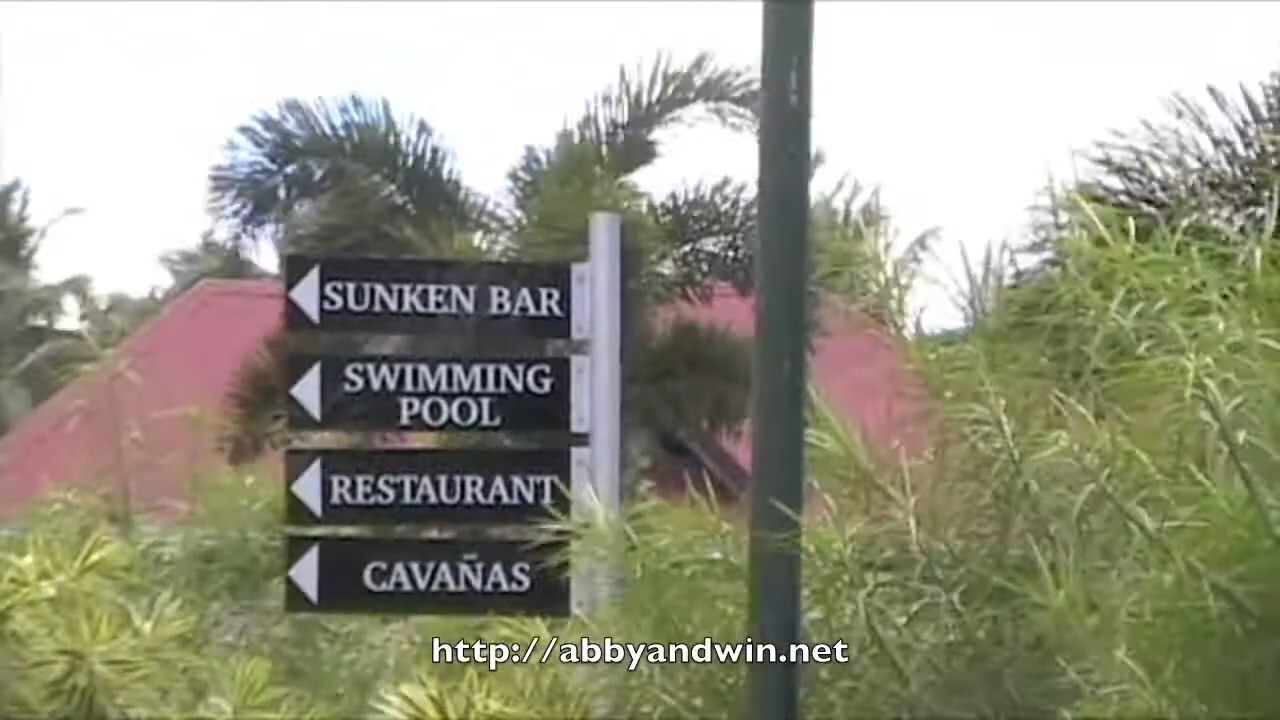 SUNKEN BAR
SWIMMING
POOL
RESTAURANT
CAVAÑAS
http://abbyandwin.net